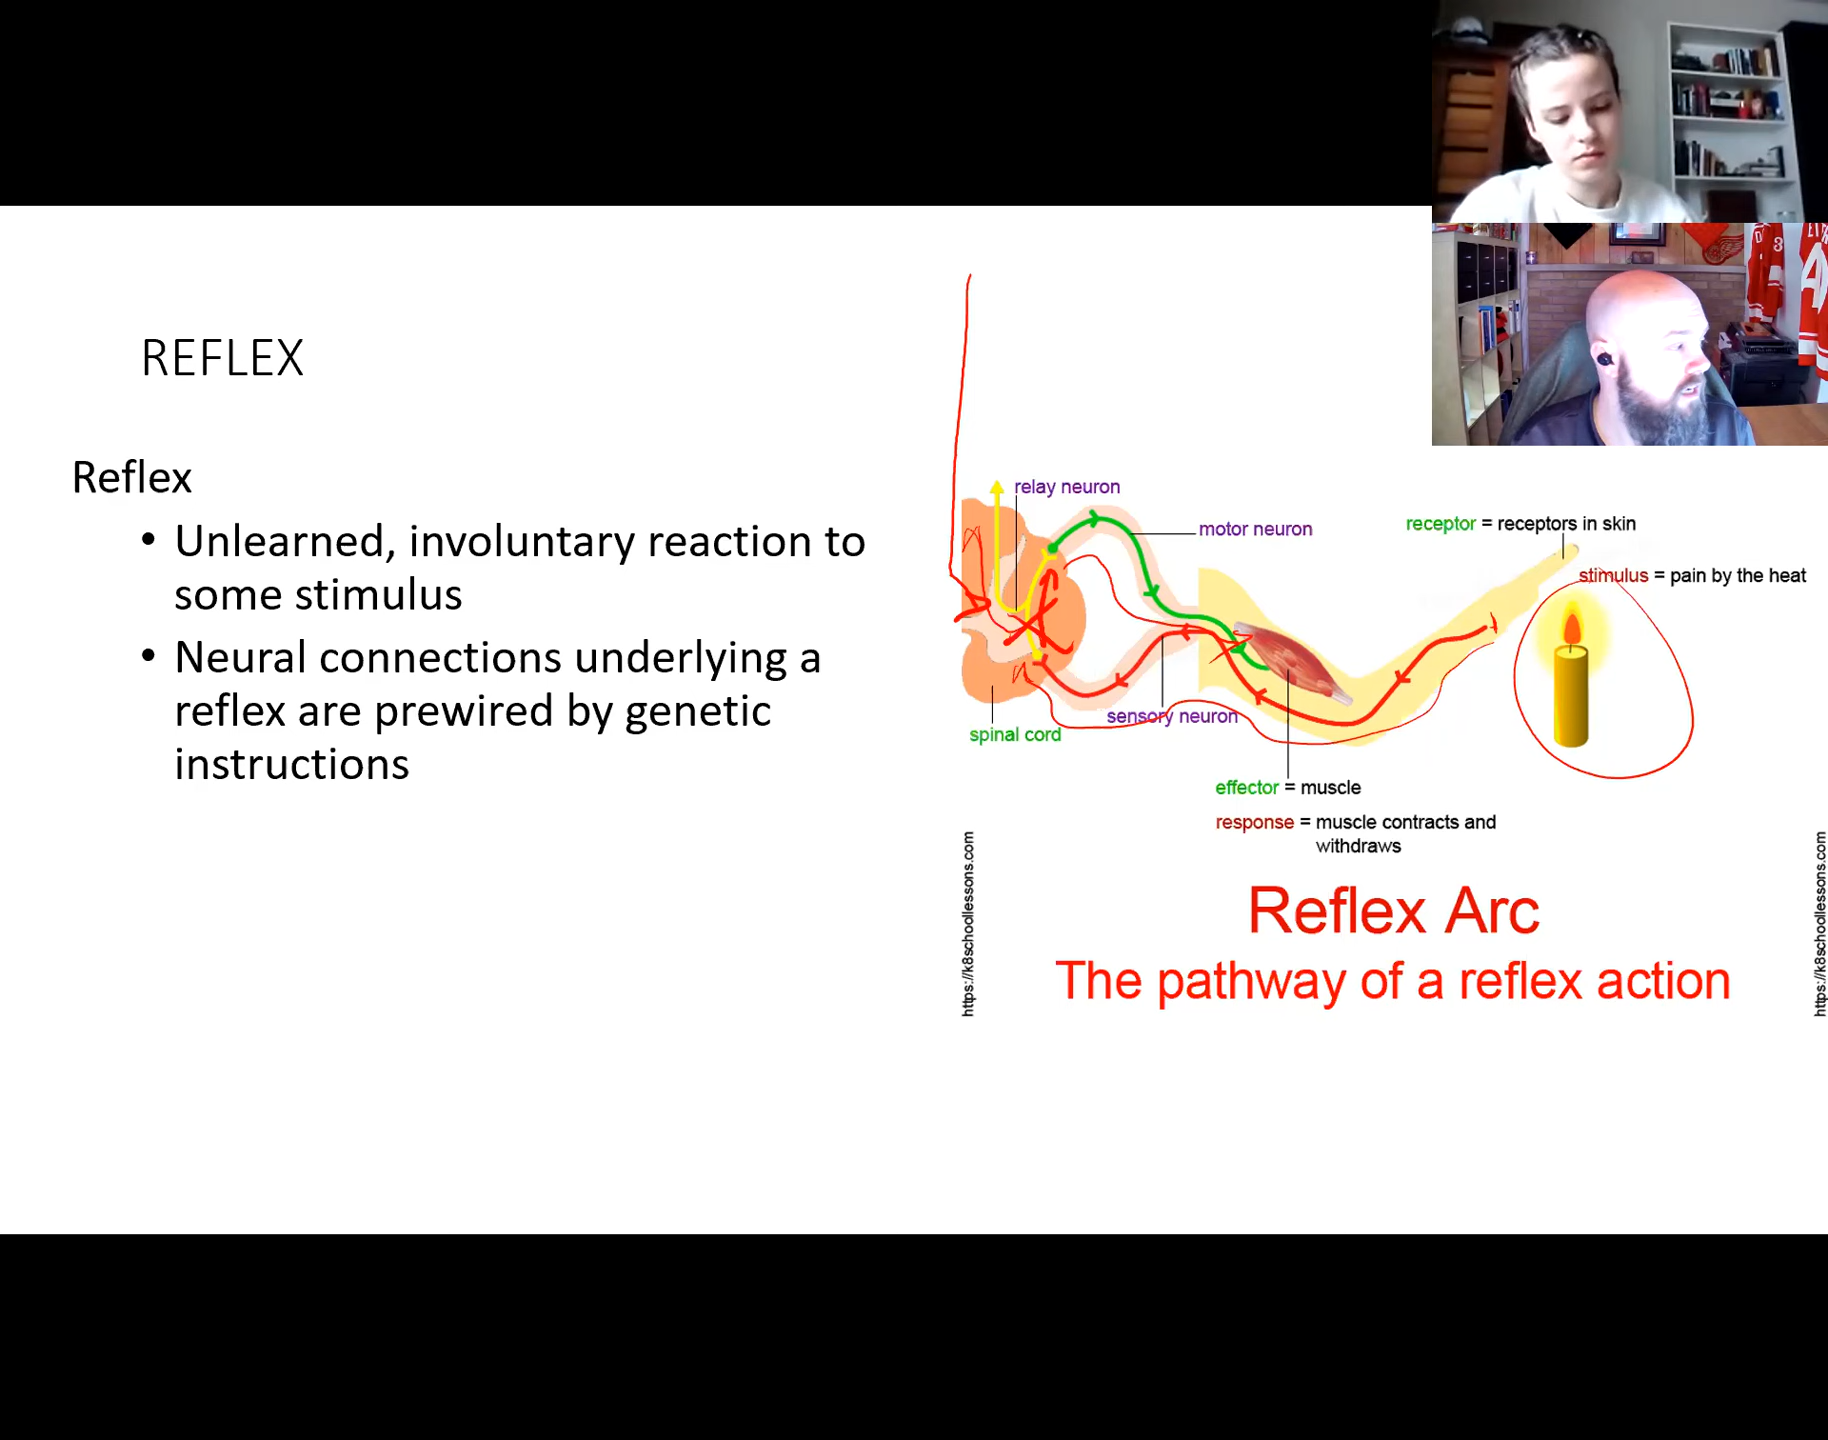 REFLEX
Reflex
• Unlearned, involuntary reaction to
some stimulus
• Neural connections underlying a
reflex are prewired by genetic
instructions
relay neuron
motor neuron
receptor = receptors in skin
stimulus = pain by the heat
sensory neuron
spinal cord
effector = muscle
response = muscle contracts and
withdraws
https://k8schoollessons.com
https://k8schoollessons.com
Reflex Arc
The pathway of a reflex action